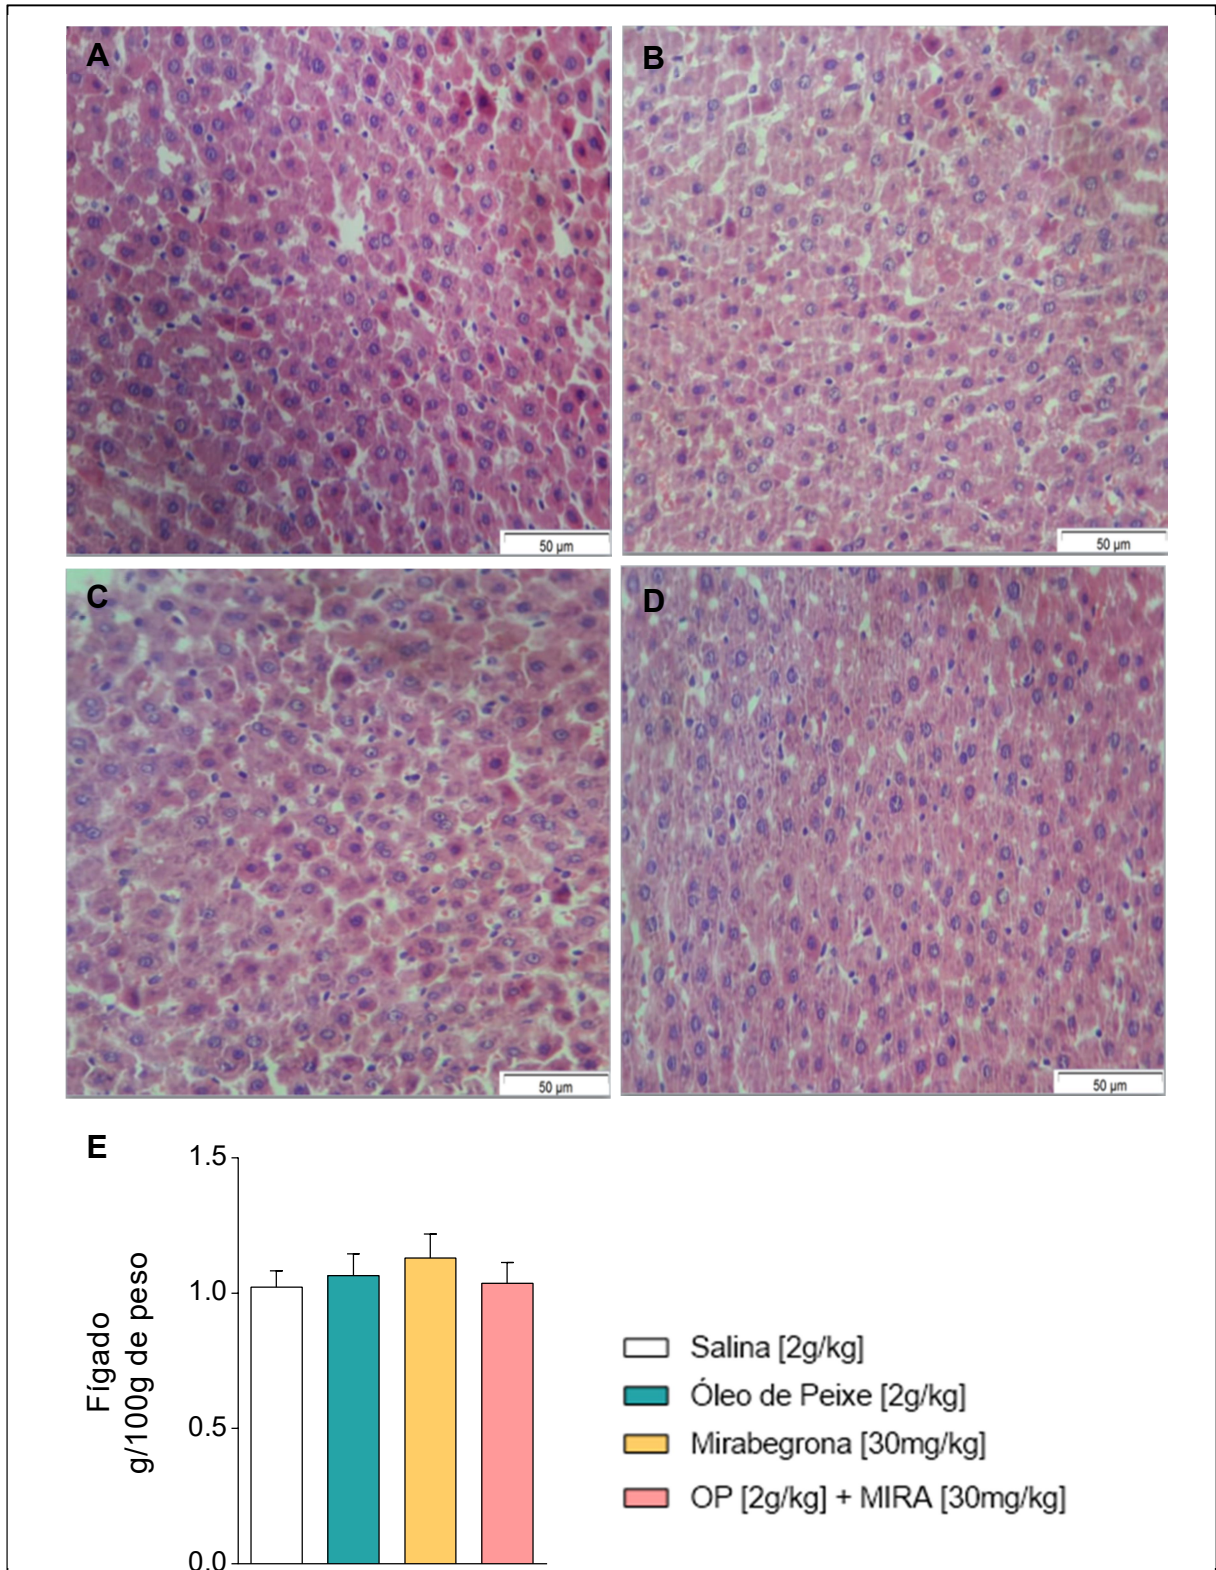 A
B
50 µm
50 µm
C
D
50 µm
50 µm
E
1.5
1.0
0.5
0.0
Fígado
g/100g de peso
Salina [2g/kg]
Óleo de Peixe [2g/kg]
Mirabegrona [30mg/kg]
OP [2g/kg] + MIRA [30mg/kg]